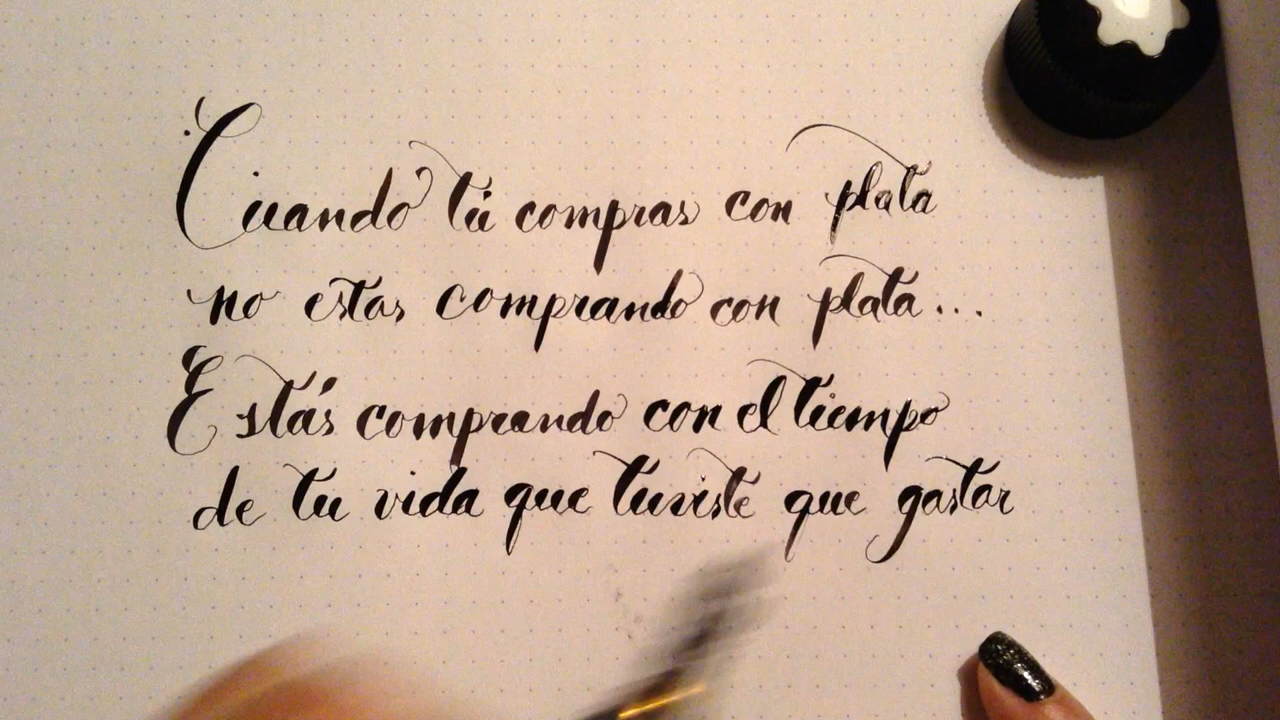 Cuando tú compras con plata
no estas comprando con plata...
Estás comprando con el tiempo
de tu vida que tuviste que gastar